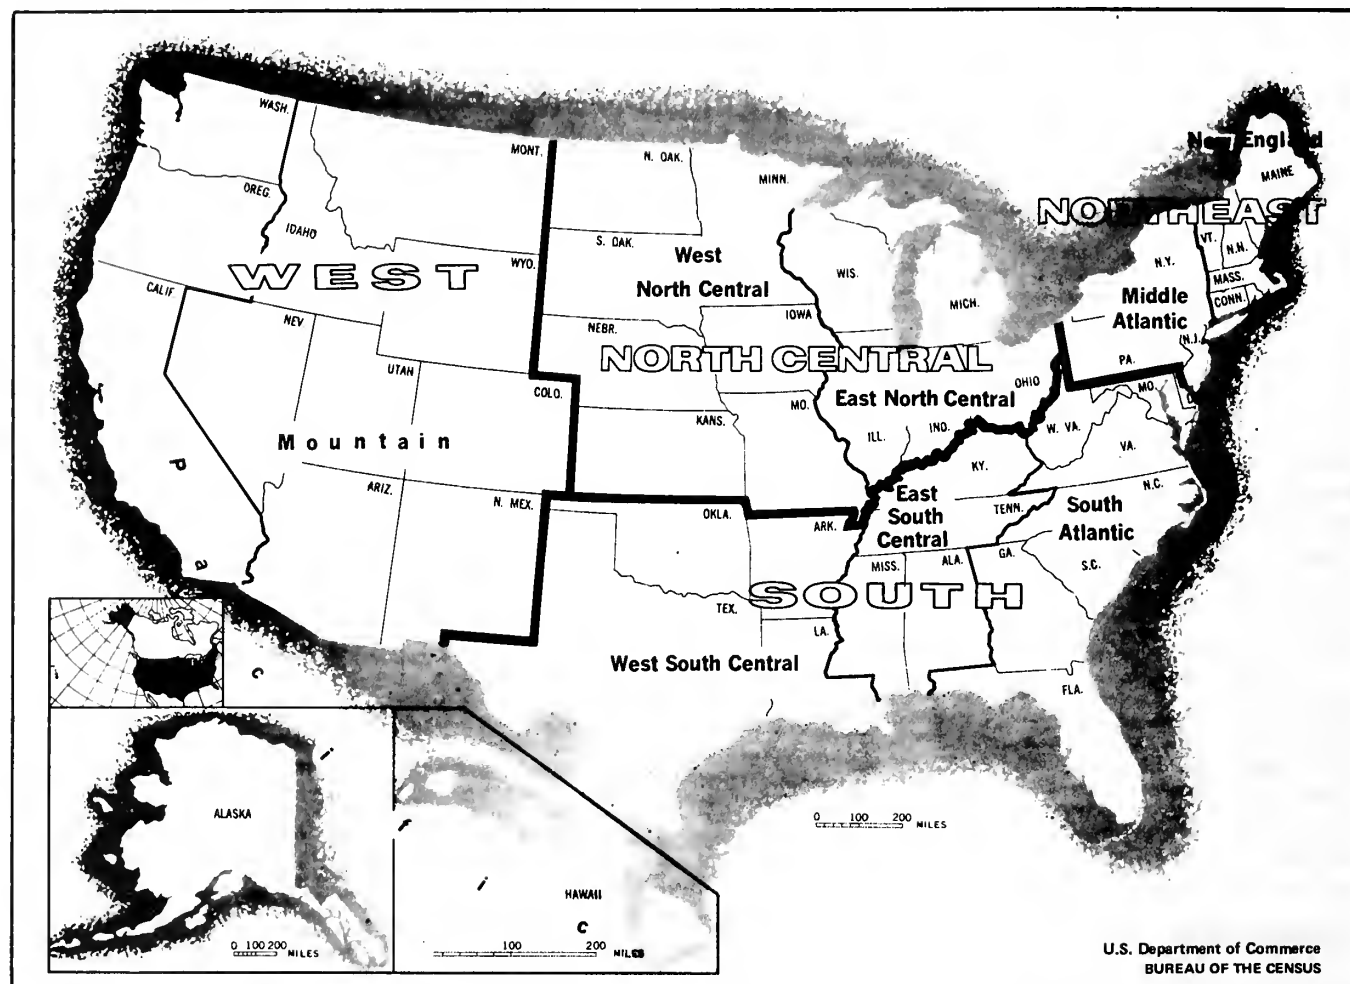 WASH.
MONT.
N. OAK.
MINN.
New England
MAINE
OREG.
IDAHO
NORTHEAST
S. OAK.
VT.
N.H.
WEST
WYO.
West
North Central
WIS.
N.Y.
MASS.
CALIF.
NEV
NEBR.
IOWA
MICH.
Middle
Atlantic
CONN.
NORTH CENTRAL
N.J.
PA.
UTAH
COLO.
MO.
OHIO
MO.
East North Central
KANS.
ILL.
IND.
W. VA.
VA.
Mountain
P
a
c
i
f
i
c
ARIZ.
N. MEX.
OKLA.
ARK.
KY.
East
South
Central
TENN.
N.C.
South
Atlantic
MISS.
ALA.
GA.
S.C.
SOUTH
TEX.
LA.
West South Central
FLA.
0 100 200 MILES
ALASKA
0 100 200 MILES
HAWAII
100 200 MILES
U.S. Department of Commerce
BUREAU OF THE CENSUS